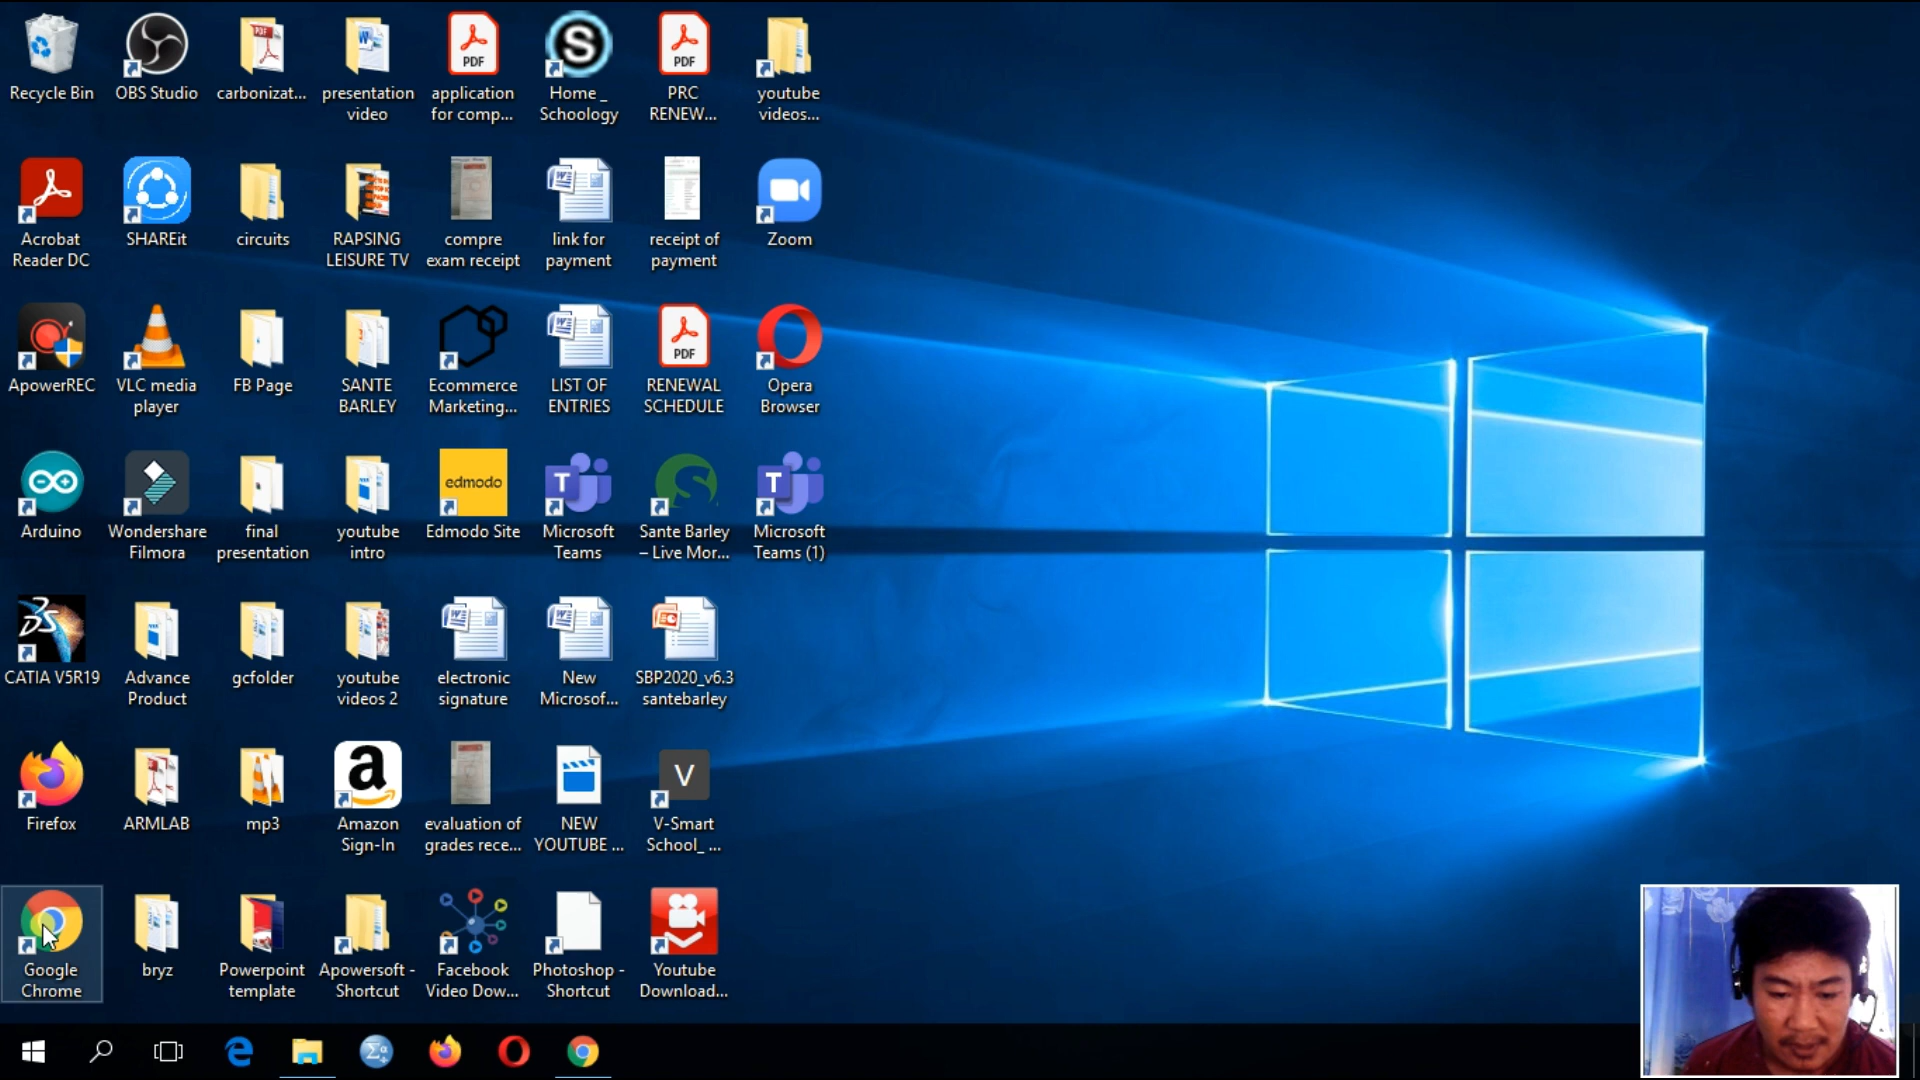 Recycle Bin
OBS Studio
carbonizat...
presentation
video
PDF
application
for comp...
S
Home _
Schoology
PDF
PRC
RENEW...
youtube
videos...
Acrobat
Reader DC
SHAREit
circuits
RAPSING
LEISURE TV
compre
exam receipt
link for
payment
receipt of
payment
Zoom
ApowerREC
VLC media
player
FB Page
SANTE
BARLEY
Ecommerce
Marketing...
LIST OF
ENTRIES
PDF
RENEWAL
SCHEDULE
Opera
Browser
Arduino
Wondershare
Filmora
final
presentation
youtube
intro
edmodo
Edmodo Site
T
Microsoft
Teams
S
Sante Barley
– Live Mor...
T
Microsoft
Teams (1)
CATIA V5R19
Advance
Product
gcfolder
youtube
videos 2
electronic
signature
New
Microsof...
SBP2020_v6.3
santebarley
Firefox
ARMLAB
mp3
a
Amazon
Sign-In
evaluation of
grades rece...
NEW
YOUTUBE ...
V
V-Smart
School_ ...
Google
Chrome
bryz
Powerpoint
template
Apowersoft -
Shortcut
Facebook
Video Dow...
Photoshop -
Shortcut
Youtube
Download...